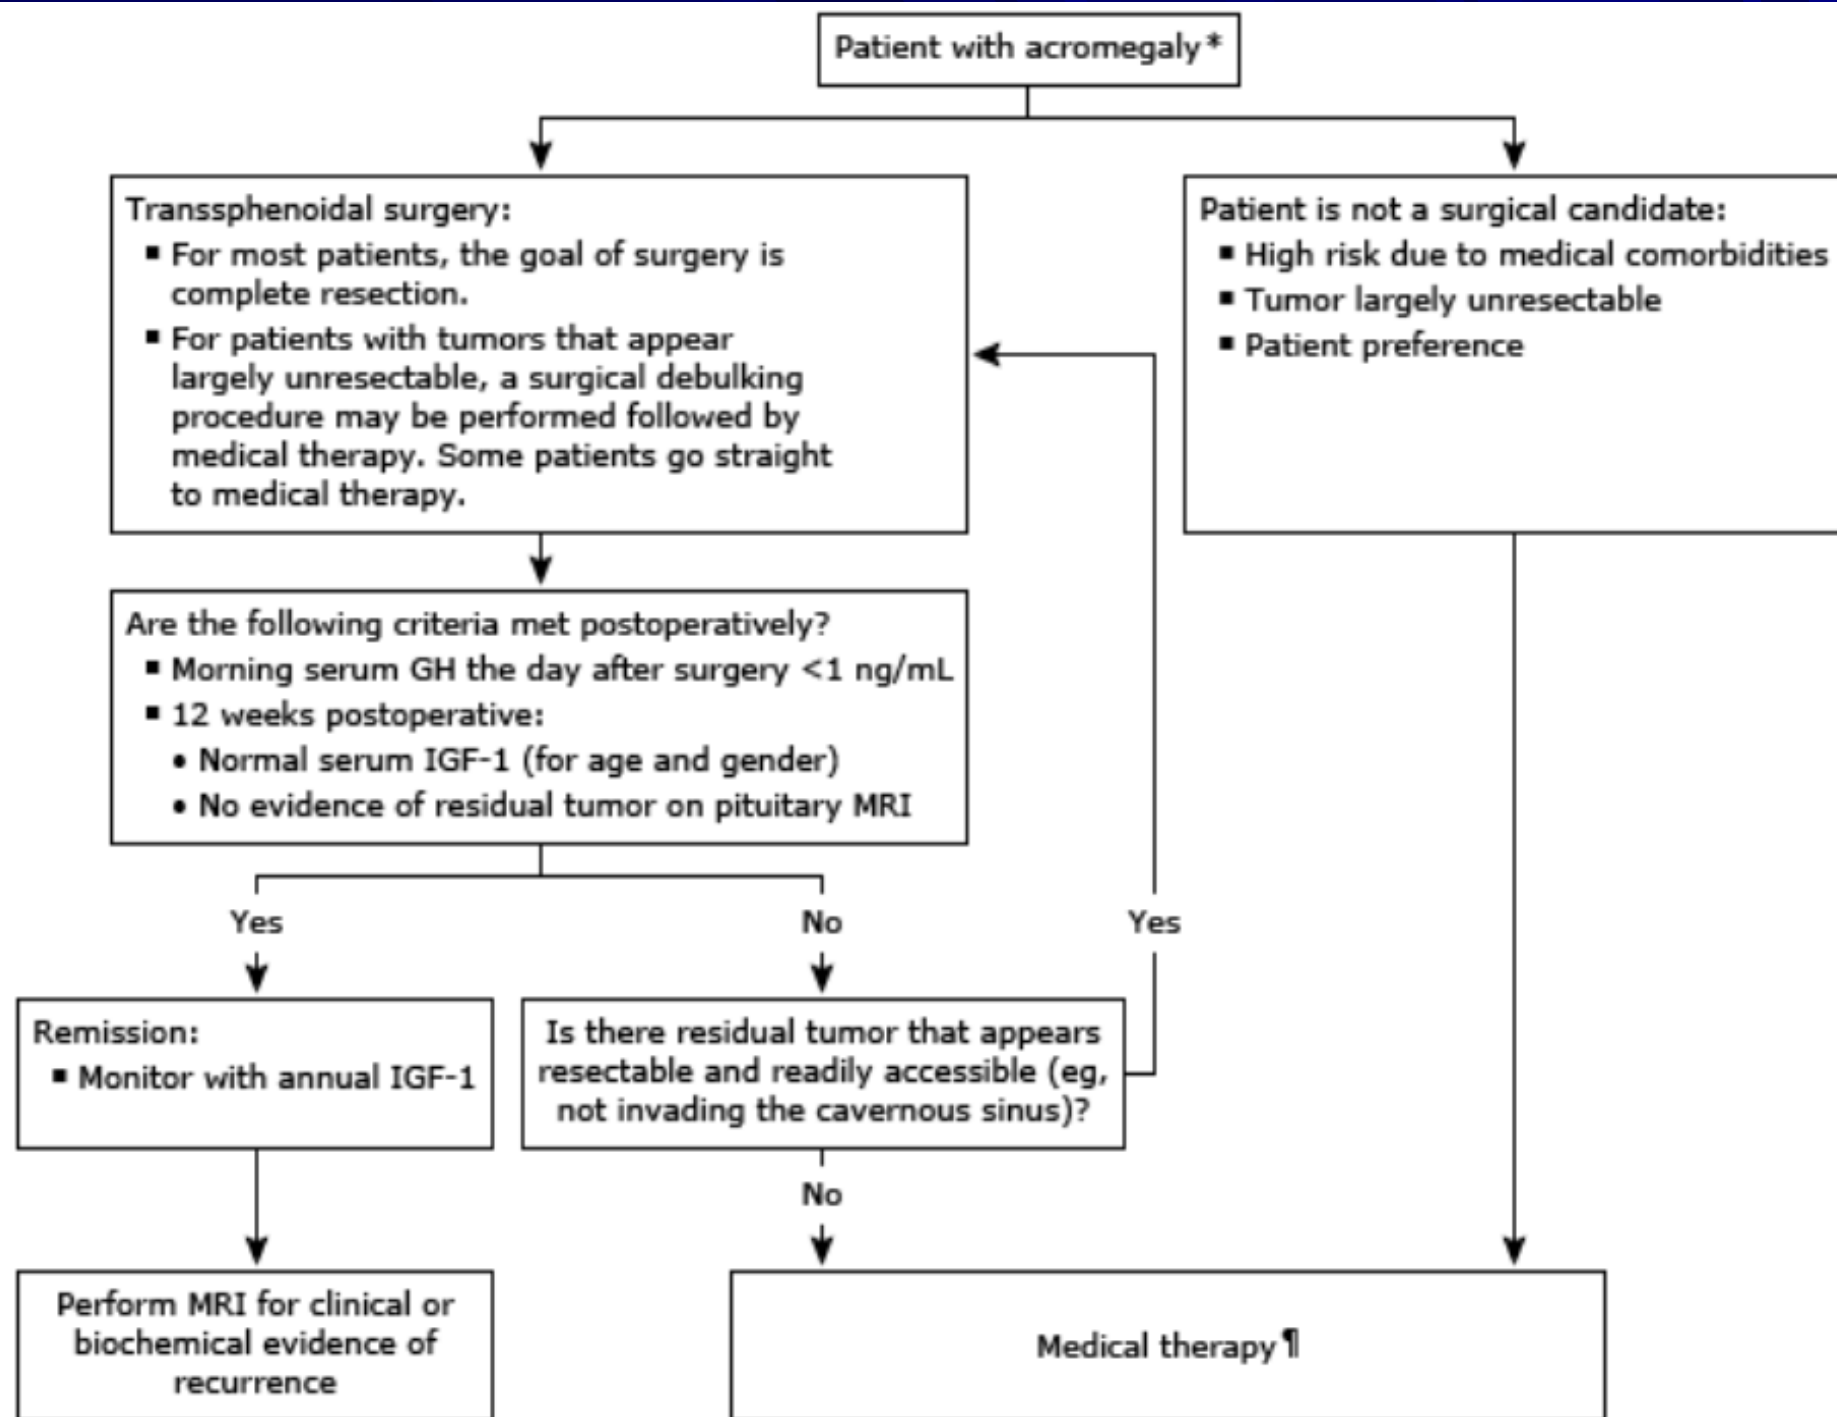 Patient with acromegaly*
Transsphenoidal surgery:
▪ For most patients, the goal of surgery is
complete resection.
▪ For patients with tumors that appear
largely unresectable, a surgical debulking
procedure may be performed followed by
medical therapy. Some patients go straight
to medical therapy.
Patient is not a surgical candidate:
▪ High risk due to medical comorbidities
▪ Tumor largely unresectable
▪ Patient preference
Are the following criteria met postoperatively?
▪ Morning serum GH the day after surgery <1 ng/mL
▪ 12 weeks postoperative:
• Normal serum IGF-1 (for age and gender)
• No evidence of residual tumor on pituitary MRI
Yes
No
Yes
Remission:
▪ Monitor with annual IGF-1
Is there residual tumor that appears
resectable and readily accessible (eg,
not invading the cavernous sinus)?
No
Perform MRI for clinical or
biochemical evidence of
recurrence
Medical therapy¶